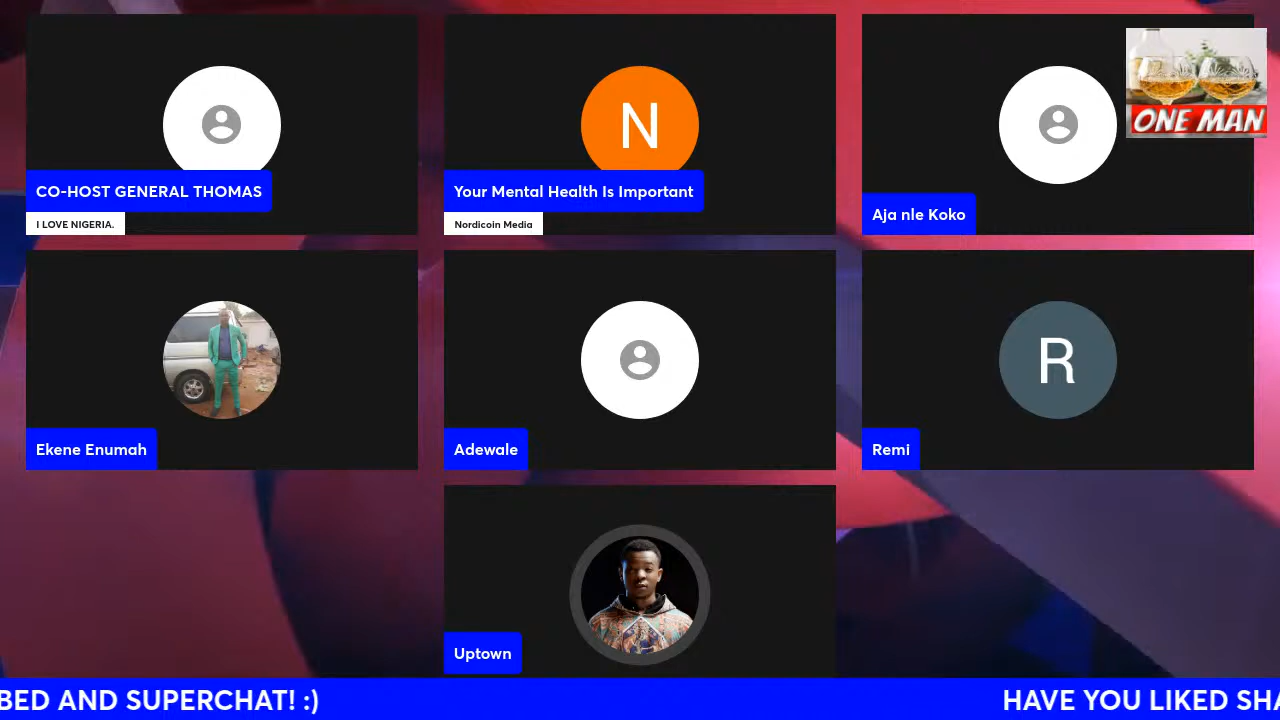 N
ONE MAN
CO-HOST GENERAL THOMAS
I LOVE NIGERIA.
Your Mental Health Is Important
Nordicoin Media
Aja nle Koko
R
Ekene Enumah
Adewale
Remi
Uptown
BED AND SUPERCHAT! :)
HAVE YOU LIKED SHA